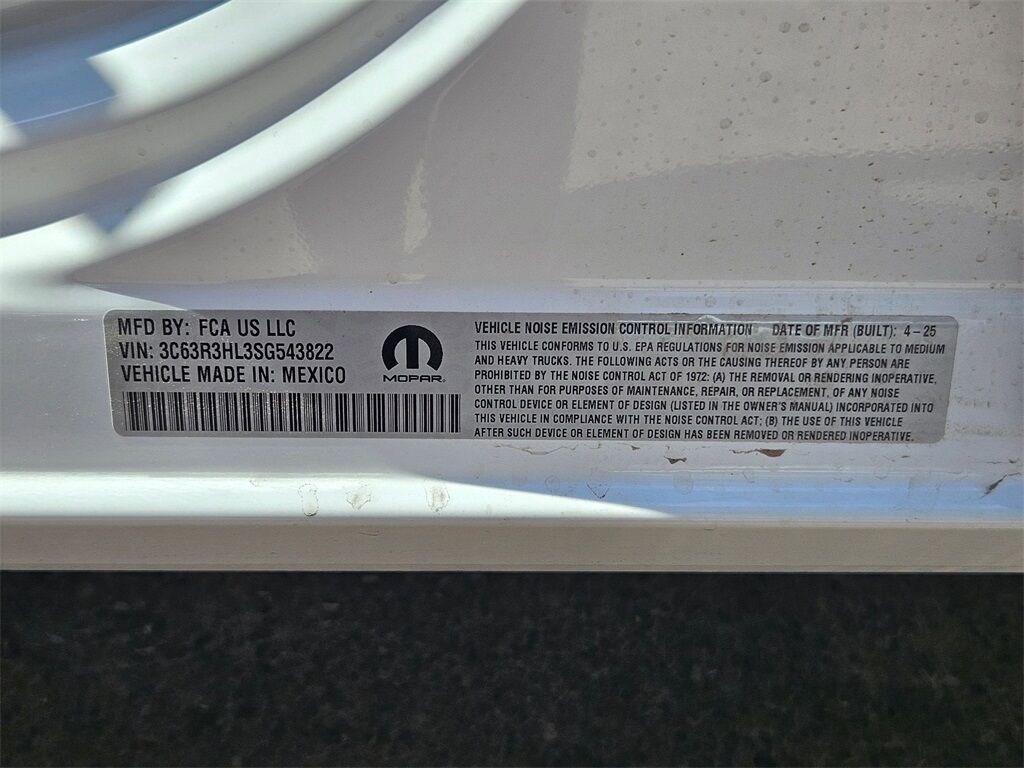 MFD BY: FCA US LLC
VIN: 3C63R3HL3SG543822
VEHICLE MADE IN: MEXICO
MOPAR
VEHICLE NOISE EMISSION CONTROL INFORMATION DATE OF MFR (BUILT): 4-25
THIS VEHICLE CONFORMS TO U.S. EPA REGULATIONS FOR NOISE EMISSION APPLICABLE TO MEDIUM
AND HEAVY TRUCKS. THE FOLLOWING ACTS OR THE CAUSING THEREOF BY ANY PERSON ARE
PROHIBITED BY THE NOISE CONTROL ACT OF 1972: (A) THE REMOVAL OR RENDERING INOPERATIVE,
OTHER THAN FOR PURPOSES OF MAINTENANCE, REPAIR, OR REPLACEMENT, OF ANY NOISE
CONTROL DEVICE OR ELEMENT OF DESIGN (LISTED IN THE OWNER'S MANUAL) INCORPORATED INTO
THIS VEHICLE IN COMPLIANCE WITH THE NOISE CONTROL ACT; (B) THE USE OF THIS VEHICLE
AFTER SUCH DEVICE OR ELEMENT OF DESIGN HAS BEEN REMOVED OR RENDERED INOPERATIVE.